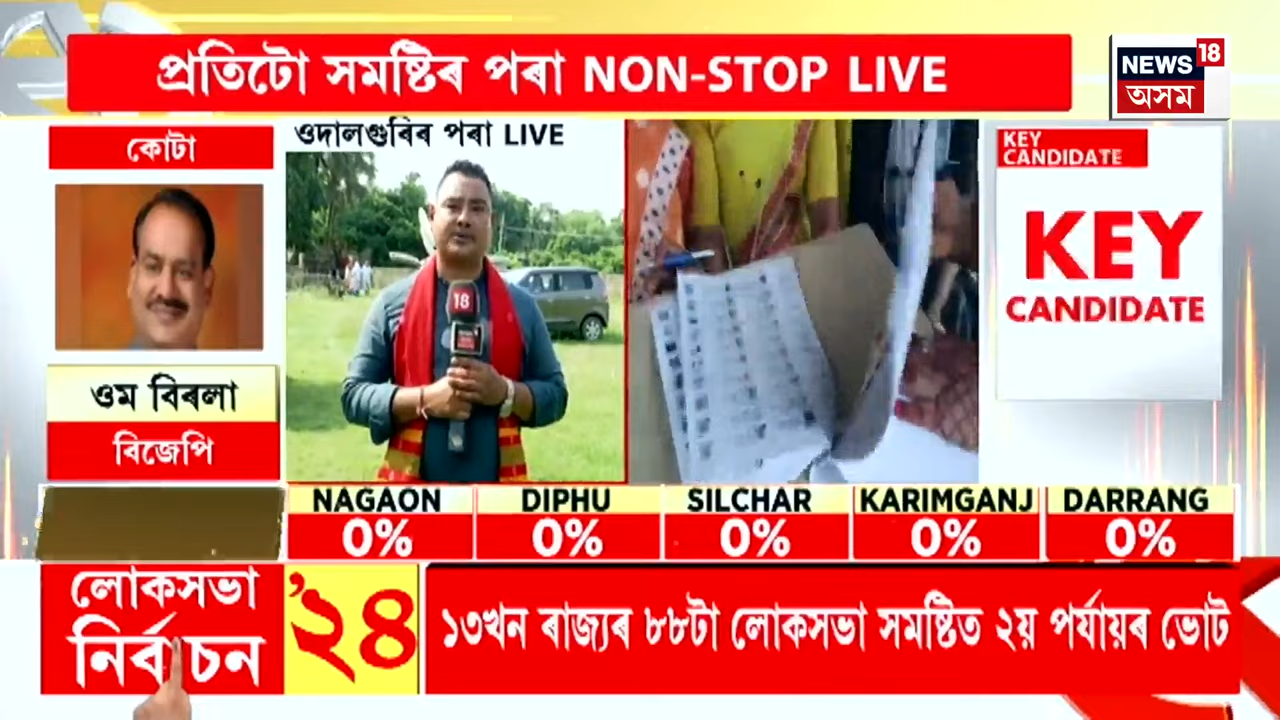 প্ৰতিটো সমষ্টিৰ পৰা NON-STOP LIVE
NEWS 18
অসম
কোটা
ওদালগুৰিৰ পৰা LIVE
KEY
CANDIDATE
KEY
CANDIDATE
18
ওম বিৰলা
বিজেপি
NAGAON DIPHU SILCHAR KARIMGANJ DARRANG
0% 0% 0% 0% 0%
লোকসভা
নিৰ্বাচন
'২৪
১৩খন ৰাজ্যৰ ৮৮টা লোকসভা সমষ্টিত ২য় পৰ্যায়ৰ ভোট